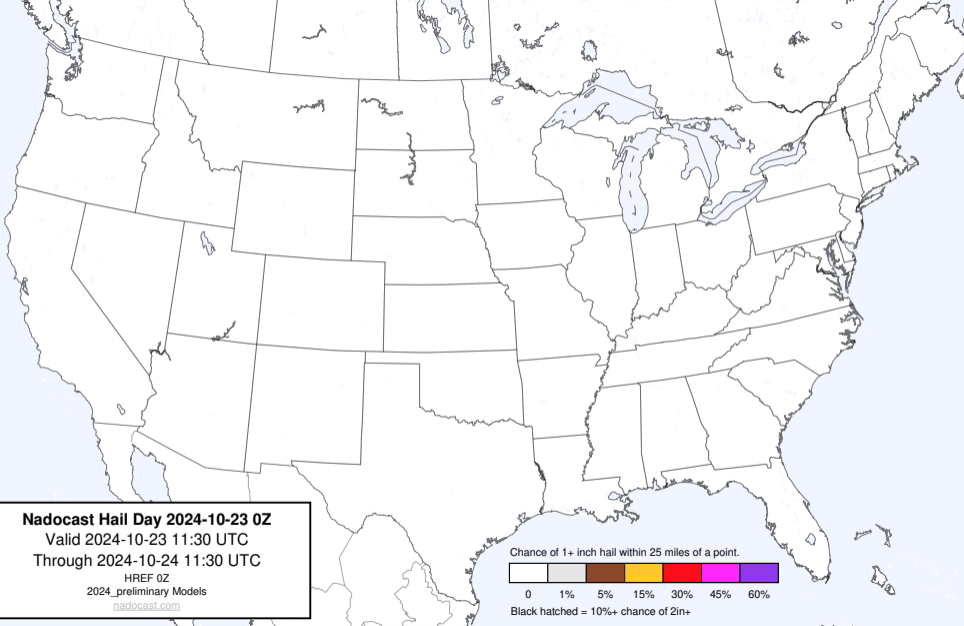 Nadocast Hail Day 2024-10-23 0Z
Valid 2024-10-23 11:30 UTC
Through 2024-10-24 11:30 UTC
HREF 0Z
2024_preliminary Models
nadocast.com
Chance of 1+ inch hail within 25 miles of a point.
0 1% 5% 15% 30% 45% 60%
Black hatched = 10%+ chance of 2in+